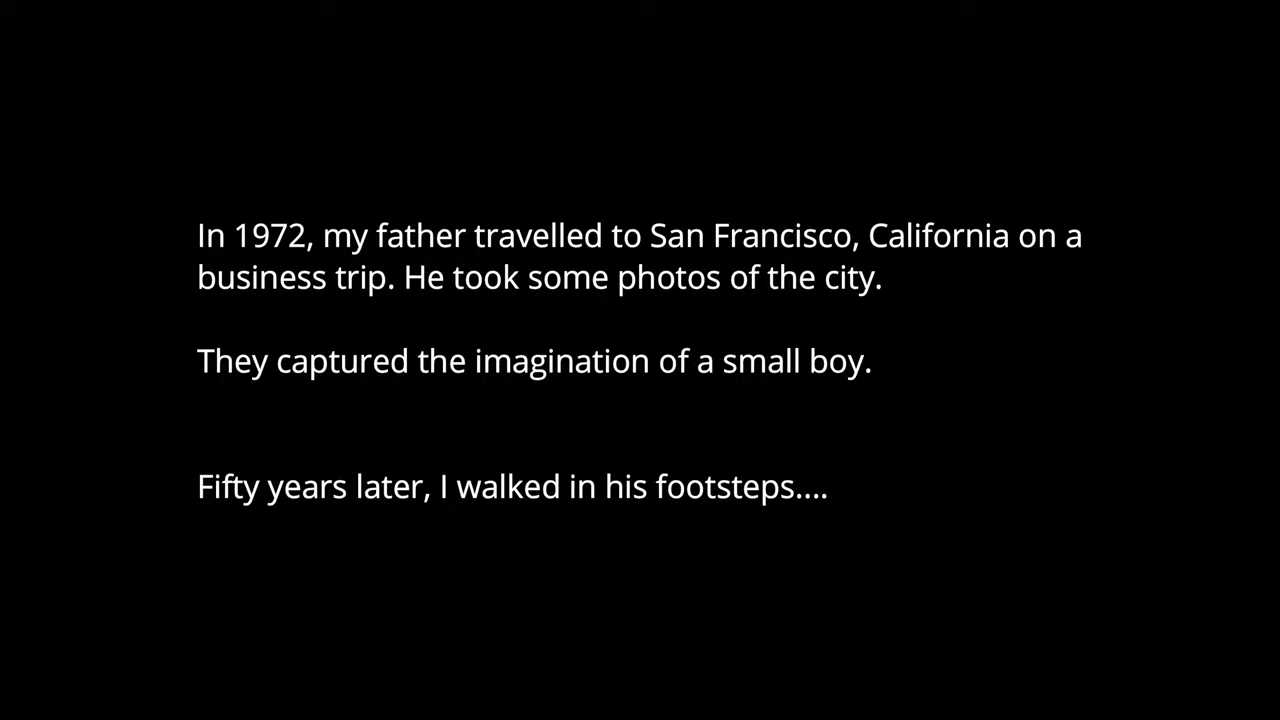 In 1972, my father travelled to San Francisco, California on a
business trip. He took some photos of the city.
They captured the imagination of a small boy.
Fifty years later, I walked in his footsteps....